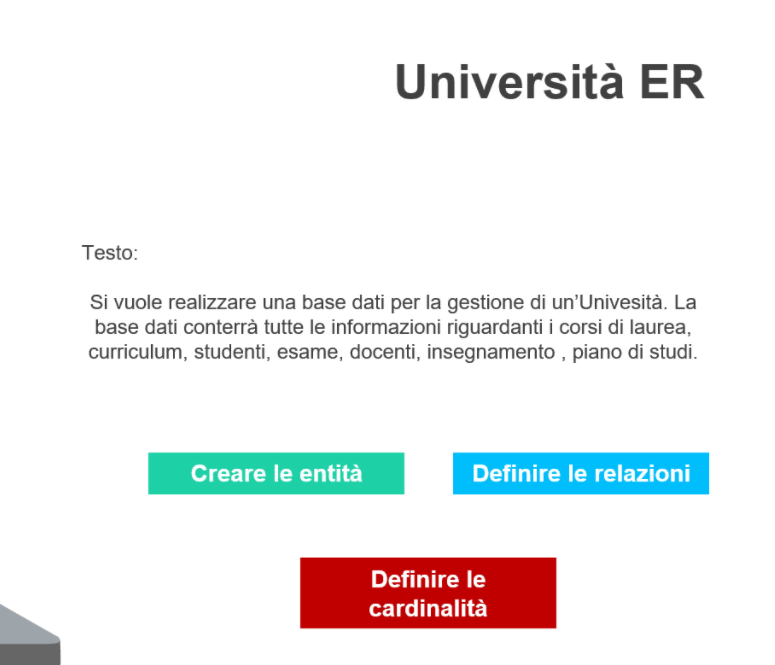 Università ER
Testo:
Si vuole realizzare una base dati per la gestione di un’Univesità. La
base dati conterrà tutte le informazioni riguardanti i corsi di laurea,
curriculum, studenti, esame, docenti, insegnamento , piano di studi.
Creare le entità
Definire le relazioni
Definire le
cardinalità